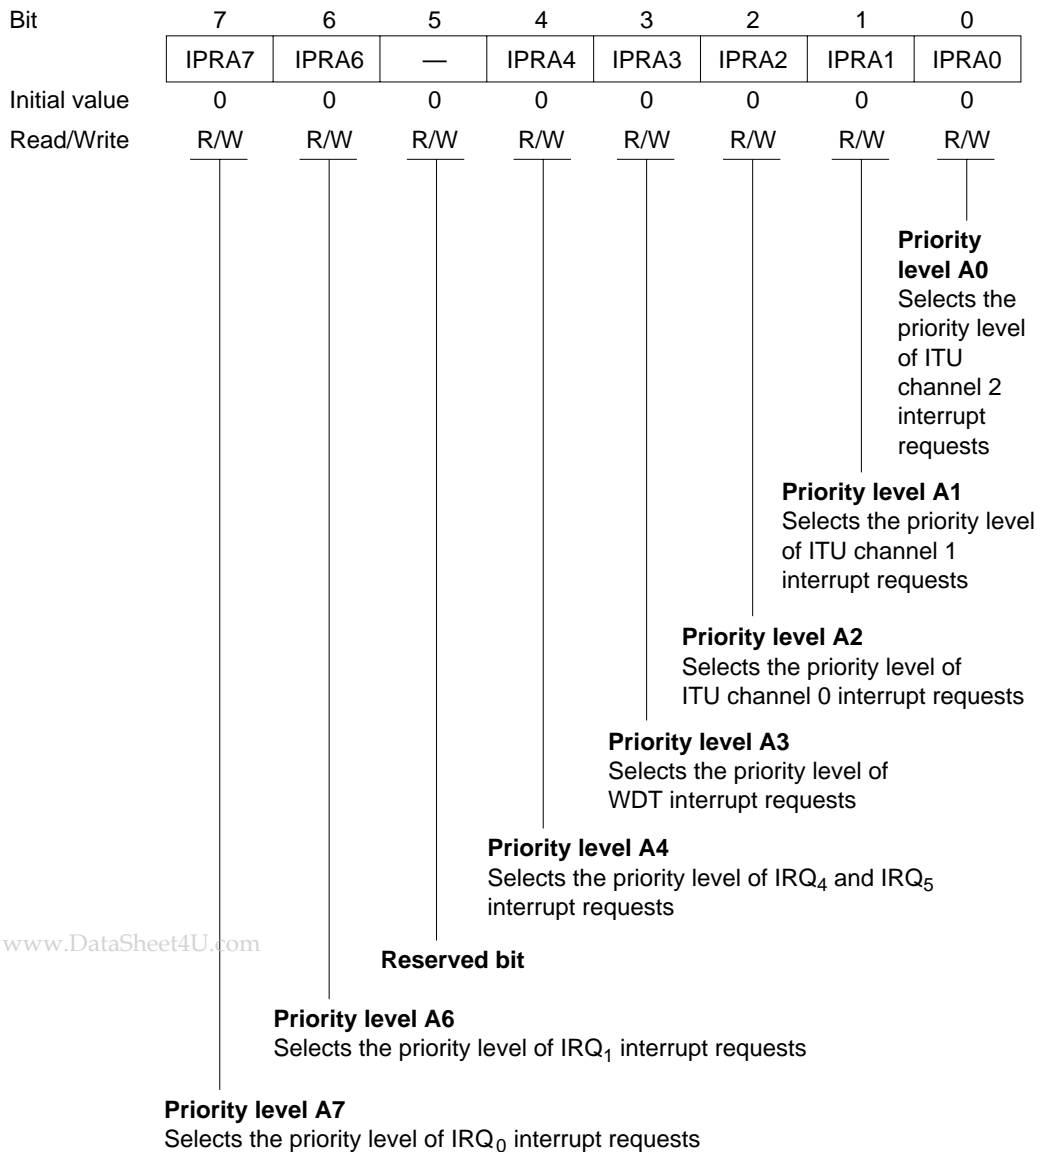 Bit 7 6 5 4 3 2 1 0
IPRA7 IPRA6 — IPRA4 IPRA3 IPRA2 IPRA1 IPRA0
Initial value 0 0 0 0 0 0 0 0
Read/Write R/W R/W R/W R/W R/W R/W R/W R/W
Priority
level A0
Selects the
priority level
of ITU
channel 2
interrupt
requests
Priority level A1
Selects the priority level
of ITU channel 1
interrupt requests
Priority level A2
Selects the priority level of
ITU channel 0 interrupt requests
Priority level A3
Selects the priority level of
WDT interrupt requests
Priority level A4
Selects the priority level of IRQ4 and IRQ5
interrupt requests
www.DataSheet4U.com
Reserved bit
Priority level A6
Selects the priority level of IRQ1 interrupt requests
Priority level A7
Selects the priority level of IRQ0 interrupt requests